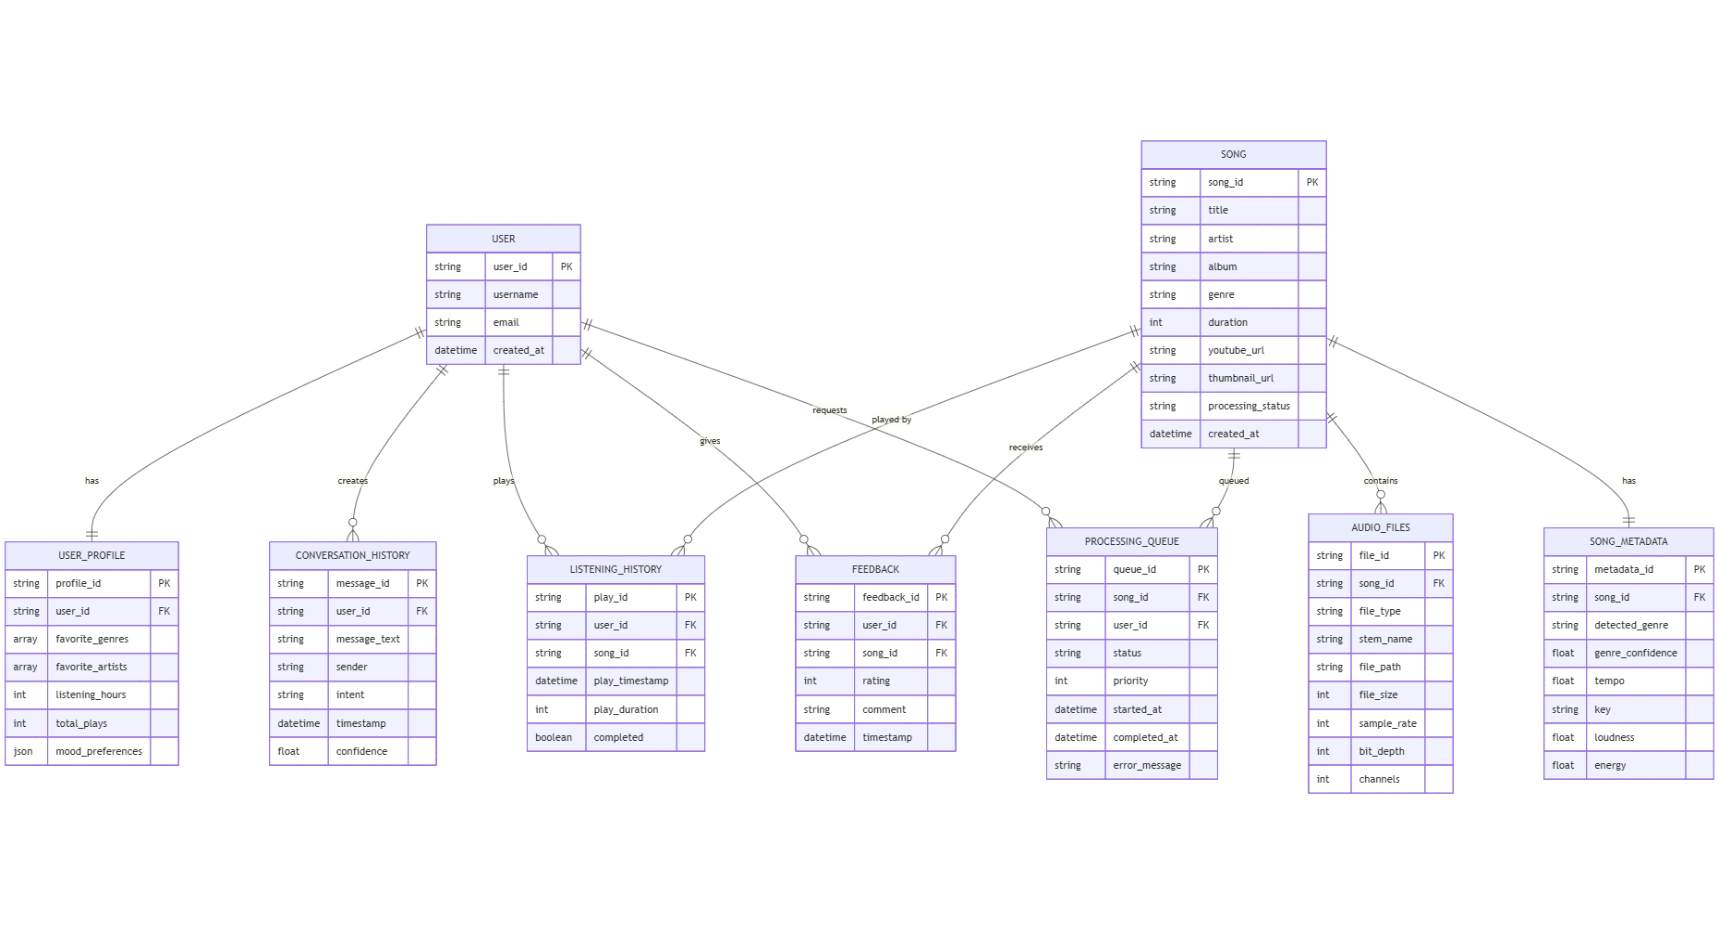 SONG
string song_id PK
string title
string artist
string album
string genre
int duration
string youtube_url
string thumbnail_url
string processing_status
datetime created_at
USER
string user_id PK
string username
string email
datetime created_at
requests
played by
gives
receives
has
creates
plays
queued
contains
has
USER_PROFILE
string profile_id PK
string user_id FK
array favorite_genres
array favorite_artists
int listening_hours
int total_plays
json mood_preferences
CONVERSATION_HISTORY
string message_id PK
string user_id FK
string message_text
string sender
string intent
datetime timestamp
float confidence
LISTENING_HISTORY
string play_id PK
string user_id FK
string song_id FK
datetime play_timestamp
int play_duration
boolean completed
FEEDBACK
string feedback_id PK
string user_id FK
string song_id FK
int rating
string comment
datetime timestamp
PROCESSING_QUEUE
string queue_id PK
string song_id FK
string user_id FK
string status
int priority
datetime started_at
datetime completed_at
string error_message
AUDIO_FILES
string file_id PK
string song_id FK
string file_type
string stem_name
string file_path
int file_size
int sample_rate
int bit_depth
int channels
SONG_METADATA
string metadata_id PK
string song_id FK
string detected_genre
float genre_confidence
float tempo
string key
float loudness
float energy